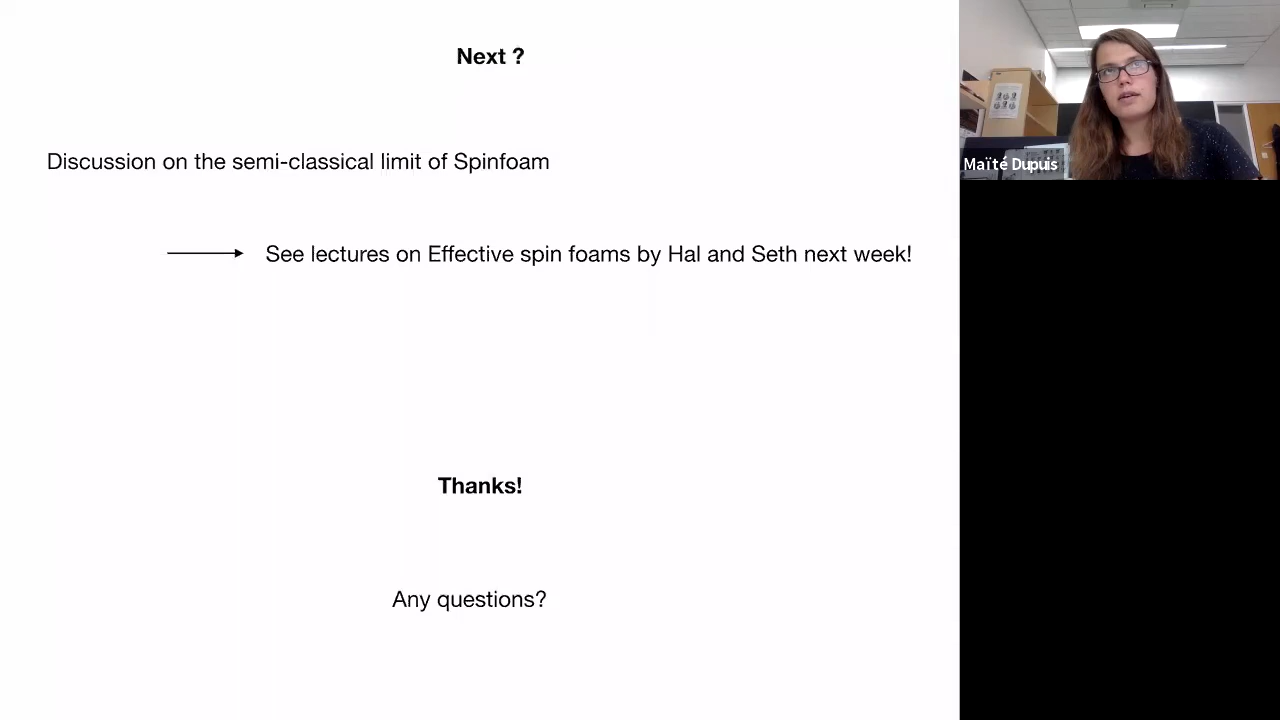 Next ?
Discussion on the semi-classical limit of Spinfoam
See lectures on Effective spin foams by Hal and Seth next week!
Thanks!
Any questions?
Maïté Dupuis